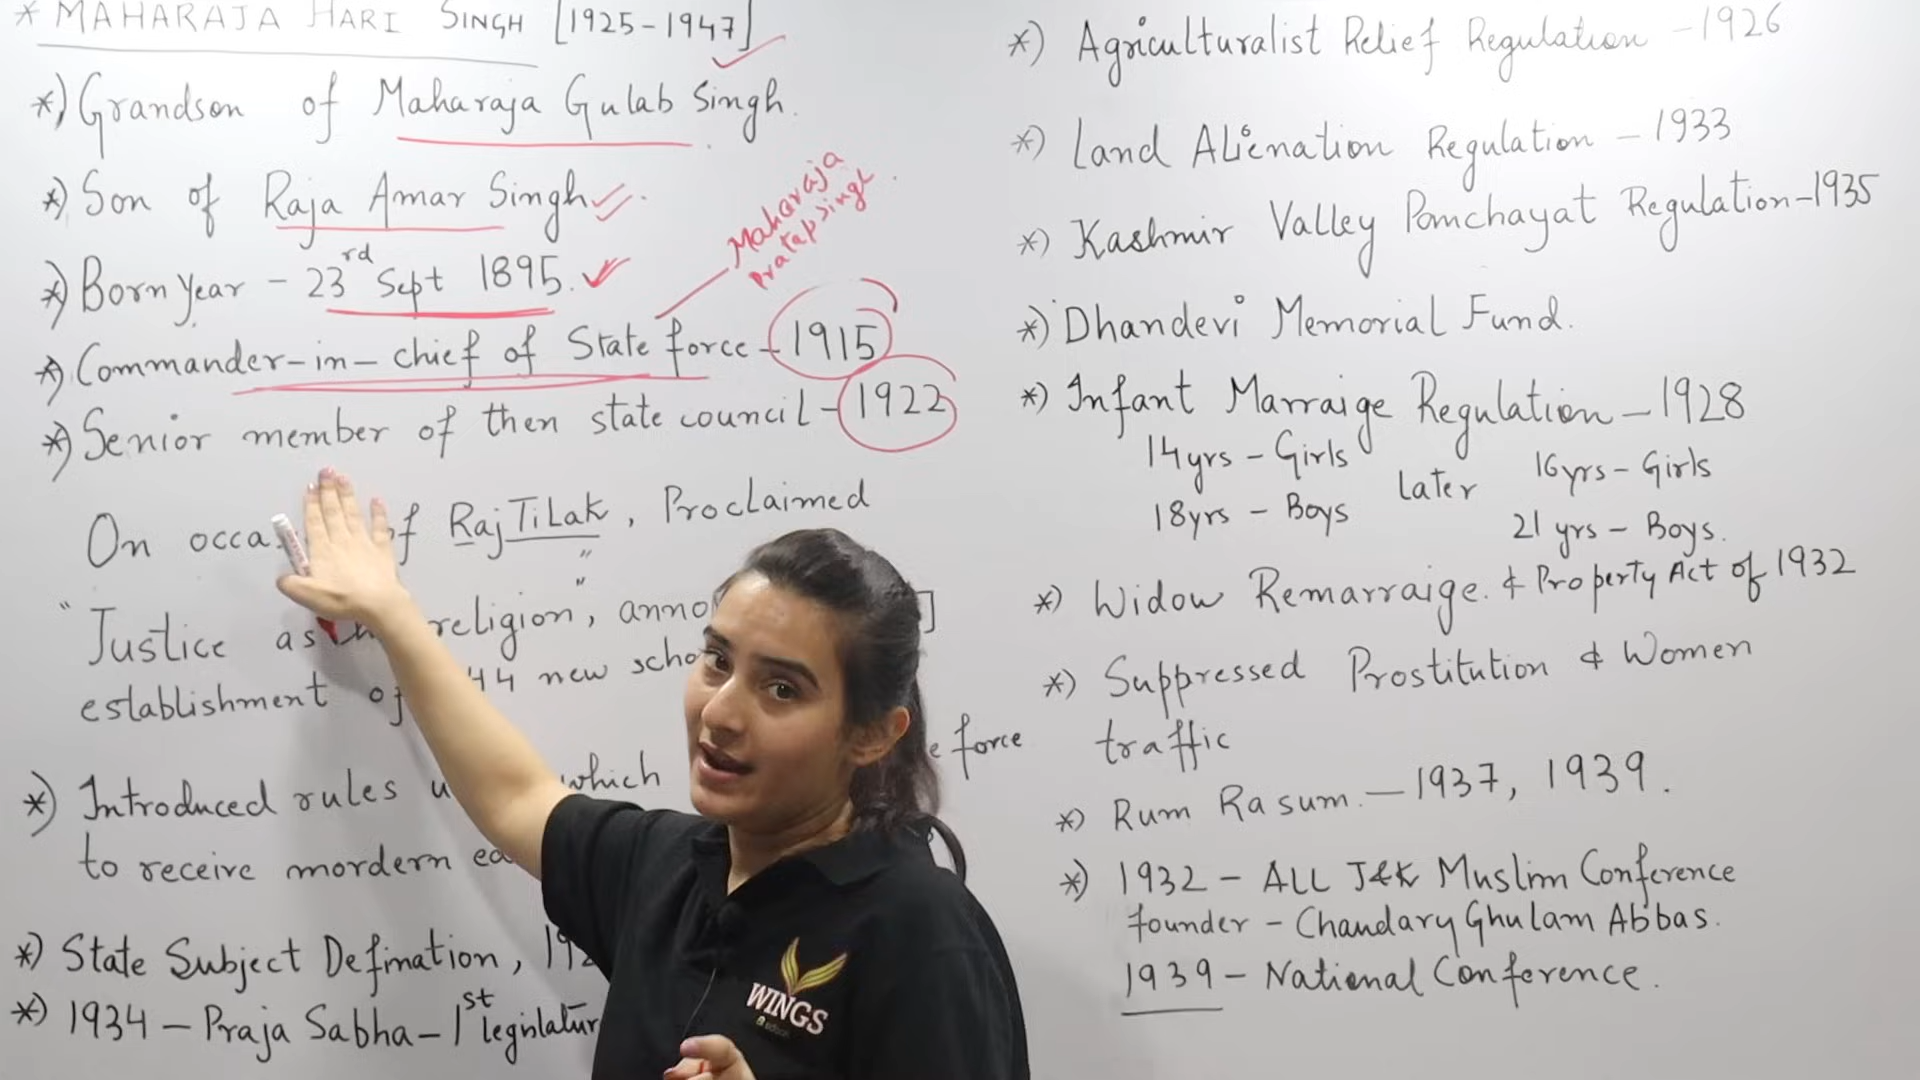 * MAHARAJA HARI SINGH [1925-1947]
*) Grandson of Maharaja Gulab Singh.
*) Son of Raja Amar Singh
*) Born Year - 23rd Sept 1895.
Maharaja
Pratap Singh
*) Commander-in-chief of State force - 1915
*) Senior member of then state council - 1922
On of Raj TiLak, Proclaimed
"Justice as religion",
establishment of 44 new
*) Introduced rules which force
to receive mordern
*) State Subject Defination,
*) 1934 - Praja Sabha - 1st
*) Agriculturalist Relief Regulation - 1926
*) Land Alienation Regulation - 1933
*) Kashmir Valley Panchayat Regulation - 1935
*) Dhandevi Memorial Fund.
*) Infant Marraige Regulation - 1928
14yrs - Girls later 16yrs - Girls
18yrs - Boys 21 yrs - Boys.
*) Widow Remarraige. & Property Act of 1932
*) Suppressed Prostitution & Women
traffic
*) Rum Rasum. - 1937, 1939.
*) 1932 - ALL J&K Muslim Conference
founder - Chaudary Ghulam Abbas.
1939 - National Conference.
WINGS